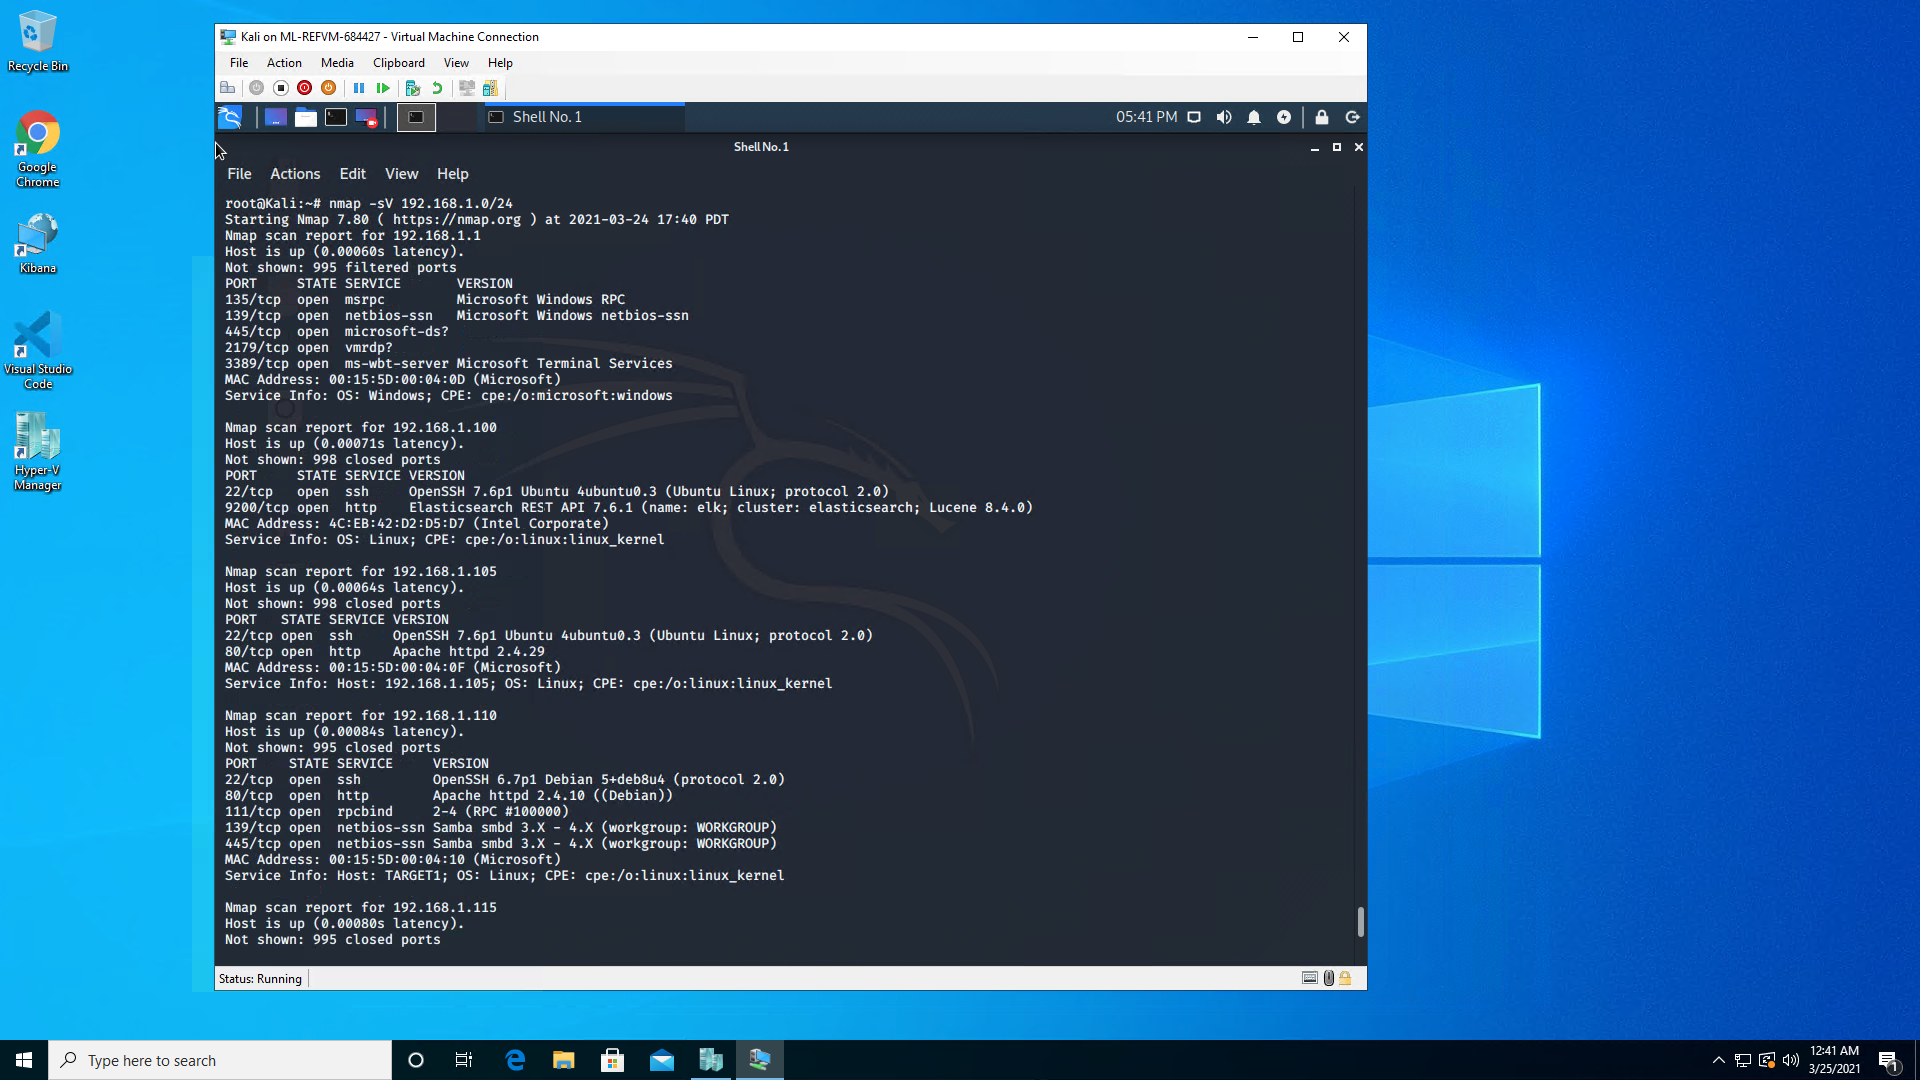 Recycle Bin
Google
Chrome
Kibana
Visual Studio
Code
Hyper-V
Manager
Kali on ML-REFVM-684427 - Virtual Machine Connection
File Action Media Clipboard View Help
Shell No. 1
05:41 PM
Shell No. 1
File Actions Edit View Help
root@Kali:~# nmap -sV 192.168.1.0/24
Starting Nmap 7.80 ( https://nmap.org ) at 2021-03-24 17:40 PDT
Nmap scan report for 192.168.1.1
Host is up (0.00060s latency).
Not shown: 995 filtered ports
PORT     STATE SERVICE       VERSION
135/tcp  open  msrpc         Microsoft Windows RPC
139/tcp  open  netbios-ssn   Microsoft Windows netbios-ssn
445/tcp  open  microsoft-ds?
2179/tcp open  vmrdp?
3389/tcp open  ms-wbt-server Microsoft Terminal Services
MAC Address: 00:15:5D:00:04:0D (Microsoft)
Service Info: OS: Windows; CPE: cpe:/o:microsoft:windows
Nmap scan report for 192.168.1.100
Host is up (0.00071s latency).
Not shown: 998 closed ports
PORT     STATE SERVICE VERSION
22/tcp   open  ssh     OpenSSH 7.6p1 Ubuntu 4ubuntu0.3 (Ubuntu Linux; protocol 2.0)
9200/tcp open  http    Elasticsearch REST API 7.6.1 (name: elk; cluster: elasticsearch; Lucene 8.4.0)
MAC Address: 4C:EB:42:D2:D5:D7 (Intel Corporate)
Service Info: OS: Linux; CPE: cpe:/o:linux:linux_kernel
Nmap scan report for 192.168.1.105
Host is up (0.00064s latency).
Not shown: 998 closed ports
PORT   STATE SERVICE VERSION
22/tcp open  ssh     OpenSSH 7.6p1 Ubuntu 4ubuntu0.3 (Ubuntu Linux; protocol 2.0)
80/tcp open  http    Apache httpd 2.4.29
MAC Address: 00:15:5D:00:04:0F (Microsoft)
Service Info: Host: 192.168.1.105; OS: Linux; CPE: cpe:/o:linux:linux_kernel
Nmap scan report for 192.168.1.110
Host is up (0.00084s latency).
Not shown: 995 closed ports
PORT    STATE SERVICE     VERSION
22/tcp  open  ssh         OpenSSH 6.7p1 Debian 5+deb8u4 (protocol 2.0)
80/tcp  open  http        Apache httpd 2.4.10 ((Debian))
111/tcp open  rpcbind     2-4 (RPC #100000)
139/tcp open  netbios-ssn Samba smbd 3.X - 4.X (workgroup: WORKGROUP)
445/tcp open  netbios-ssn Samba smbd 3.X - 4.X (workgroup: WORKGROUP)
MAC Address: 00:15:5D:00:04:10 (Microsoft)
Service Info: Host: TARGET1; OS: Linux; CPE: cpe:/o:linux:linux_kernel
Nmap scan report for 192.168.1.115
Host is up (0.00080s latency).
Not shown: 995 closed ports
Status: Running
Type here to search
12:41 AM
3/25/2021
1